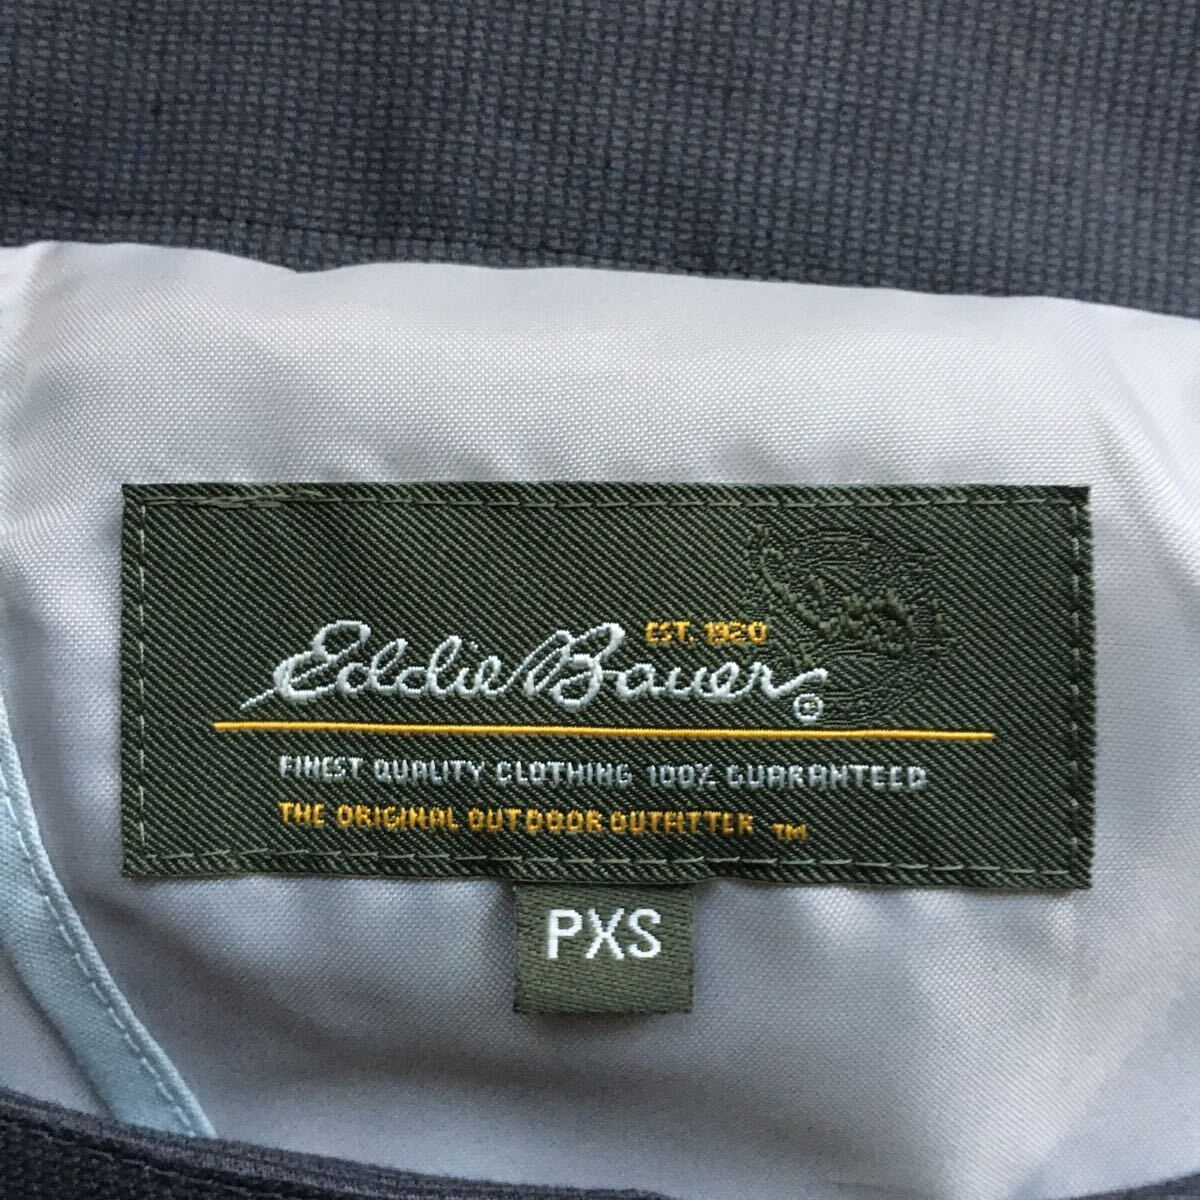 EST. 1920
Eddie Bauer ®
FINEST QUALITY CLOTHING 100% GUARANTEED
THE ORIGINAL OUTDOOR OUTFITTER TM
PXS